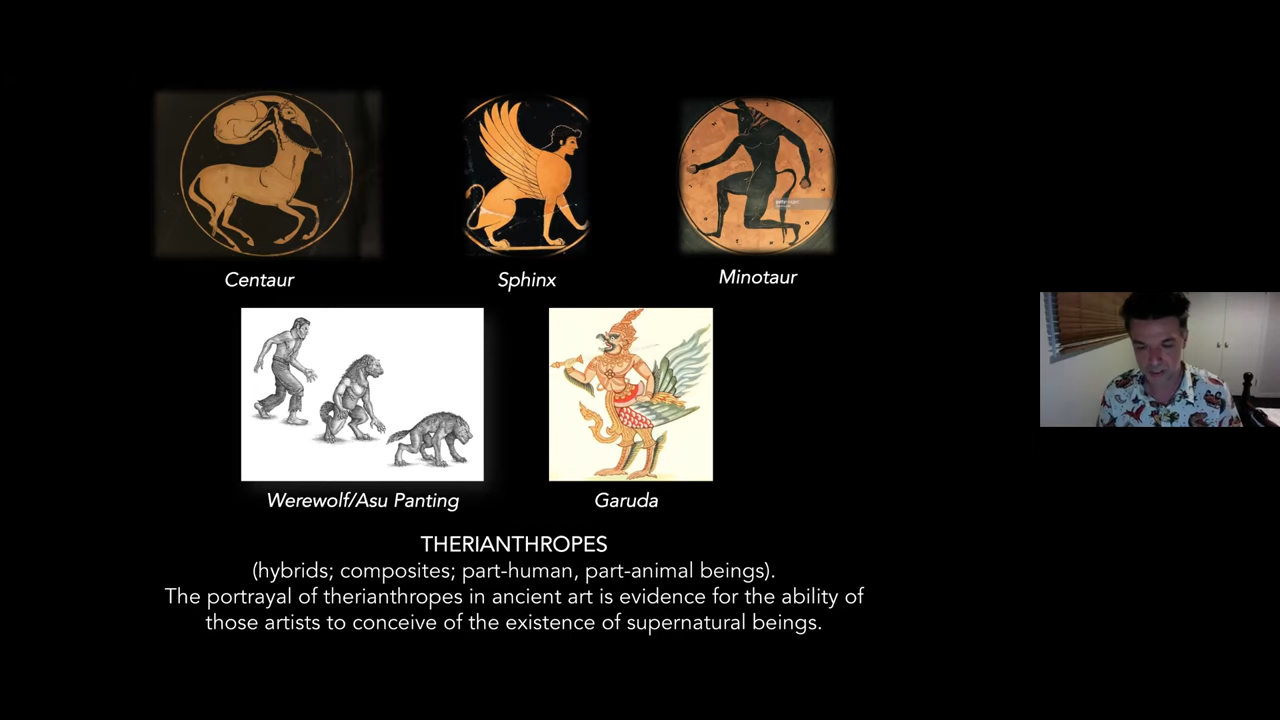 Centaur
Sphinx
Minotaur
Werewolf/Asu Panting
Garuda
THERIANTHROPES
(hybrids; composites; part-human, part-animal beings).
The portrayal of therianthropes in ancient art is evidence for the ability of
those artists to conceive of the existence of supernatural beings.